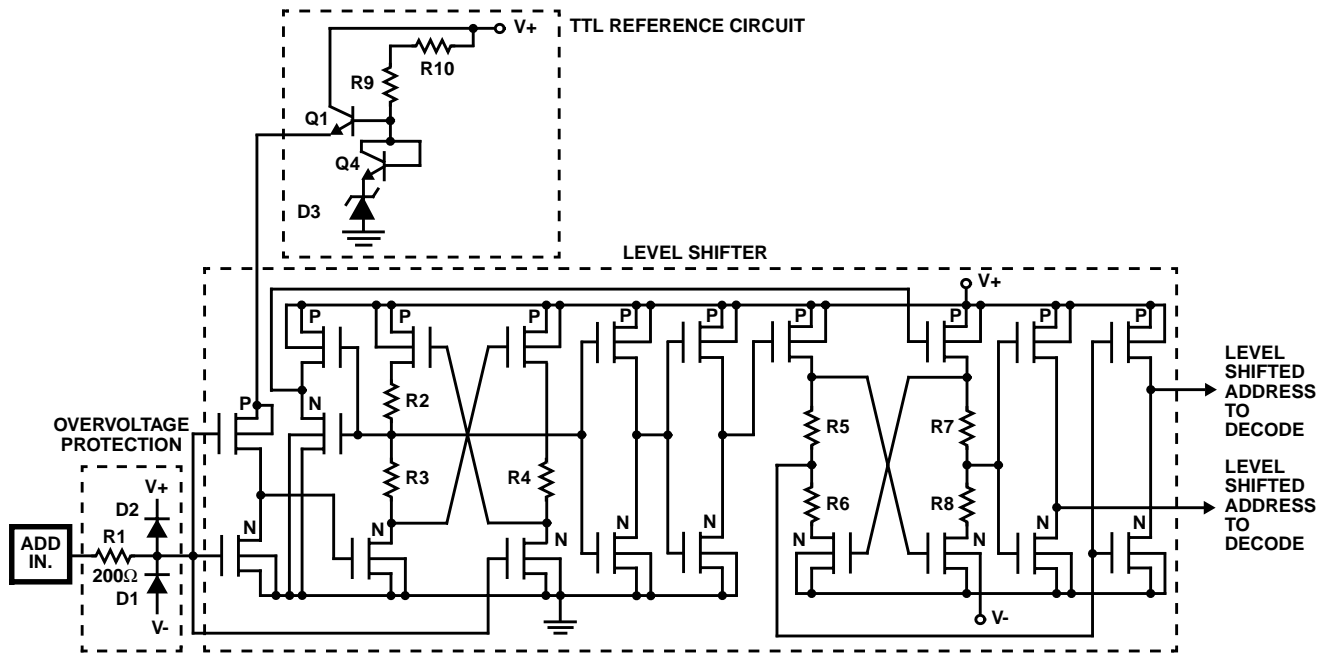 V+
TTL REFERENCE CIRCUIT
R10
R9
Q1
Q4
D3
LEVEL SHIFTER
V+
P
P
P
P
P
P
P
P
P
LEVEL
SHIFTED
ADDRESS
TO
DECODE
R2
OVERVOLTAGE
PROTECTION
P
N
R5
R7
R3
R4
LEVEL
SHIFTED
ADDRESS
TO
DECODE
V+
D2
R6
R8
ADD
IN.
R1
200Ω
N
N
N
N
N
N
N
N
N
D1
V-
V-